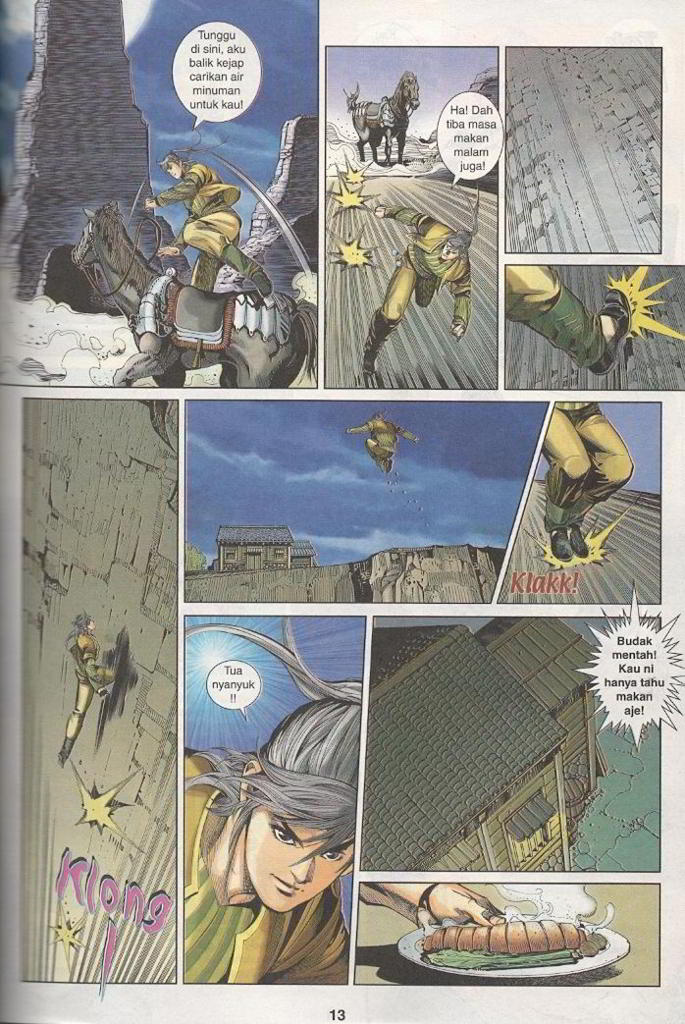 Tunggu
di sini, aku
balik kejap
carikan air
minuman
untuk kau!
Ha! Dah
tiba masa
makan
malam
juga!
Klakk!
Klong!
Tua
nyanyuk
!!
Budak
mentah!
Kau ni
hanya tahu
makan
aje!
13